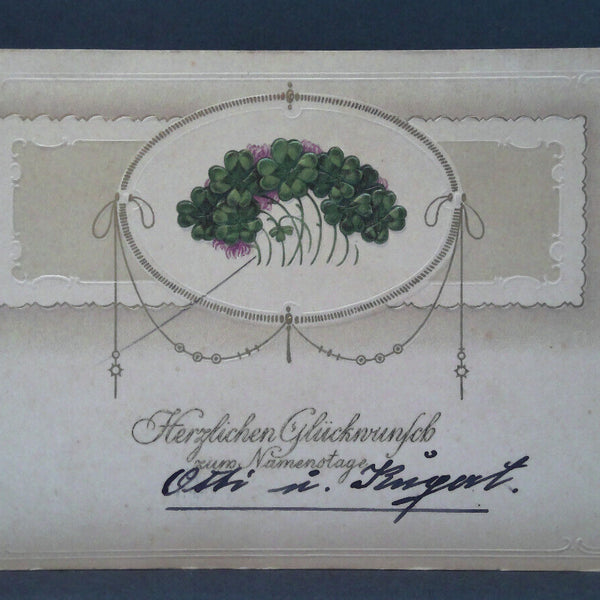 Herzlichen Glückwunsch
zum Namenstage
Otti u.